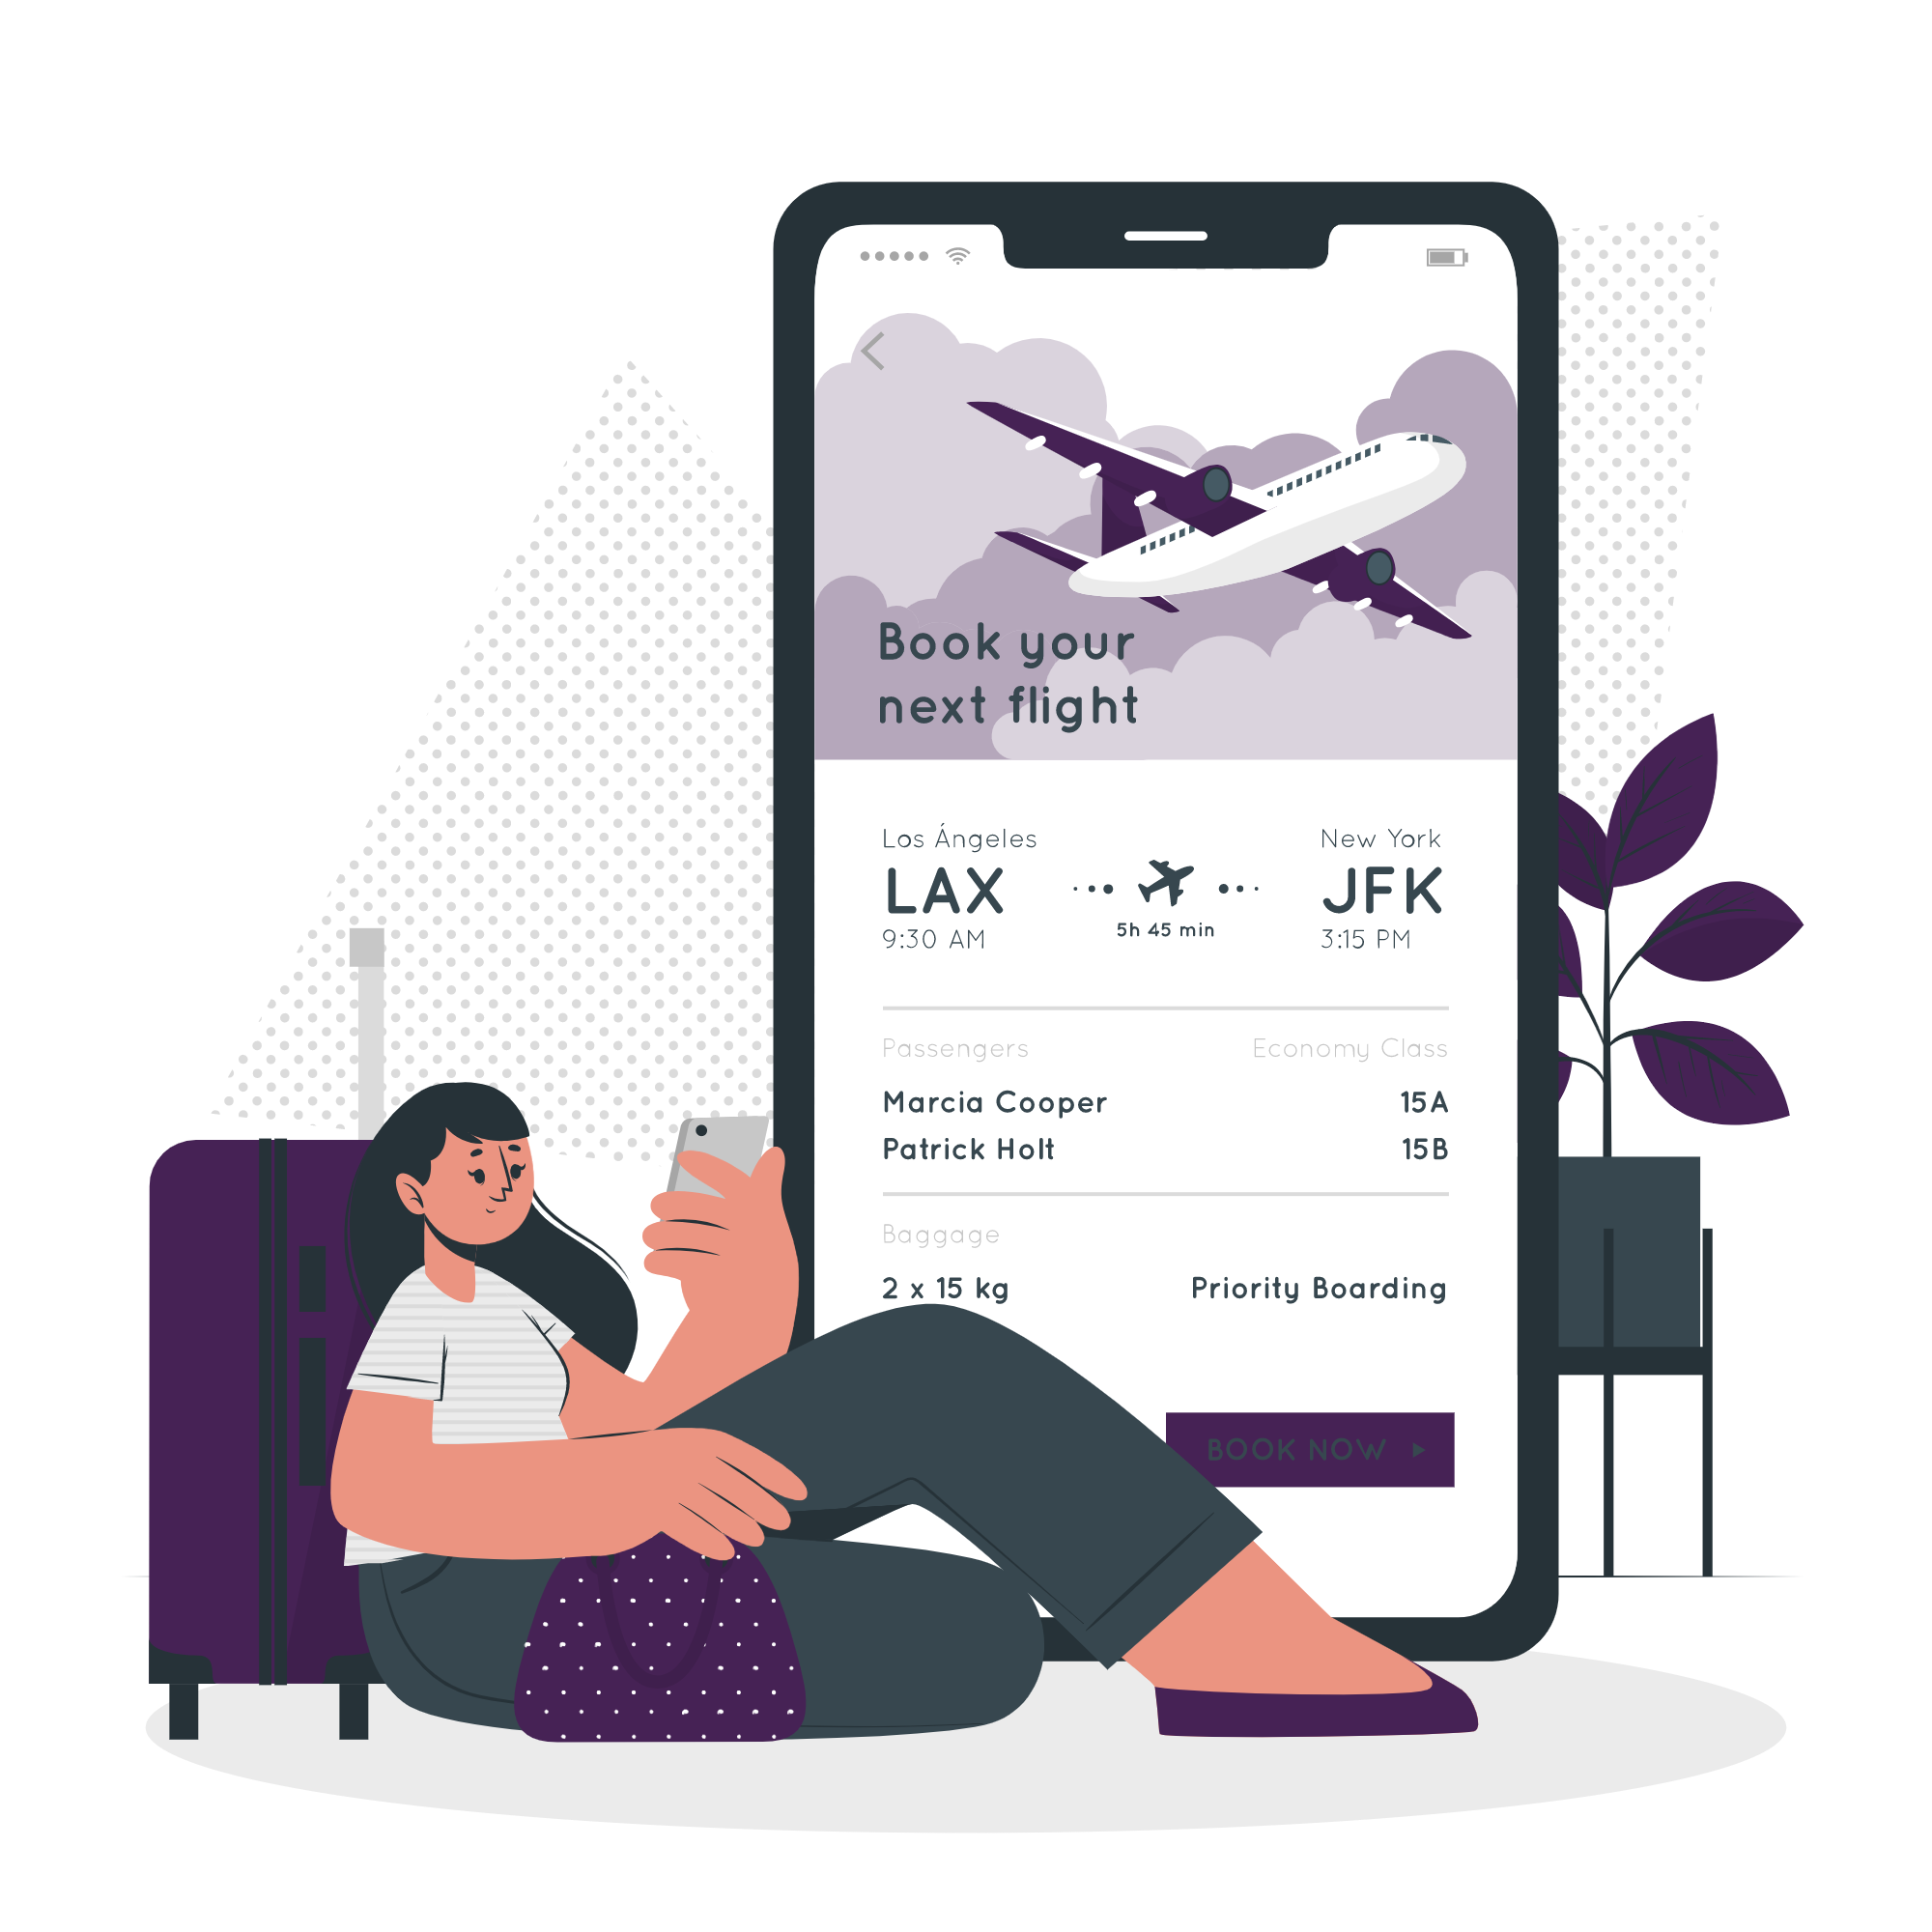 Book your
next flight
Los Ángeles
New York
LAX
JFK
9:30 AM
5h 45 min
3:15 PM
Passengers
Economy Class
Marcia Cooper
15A
Patrick Holt
15B
Baggage
2 x 15 kg
Priority Boarding
BOOK NOW